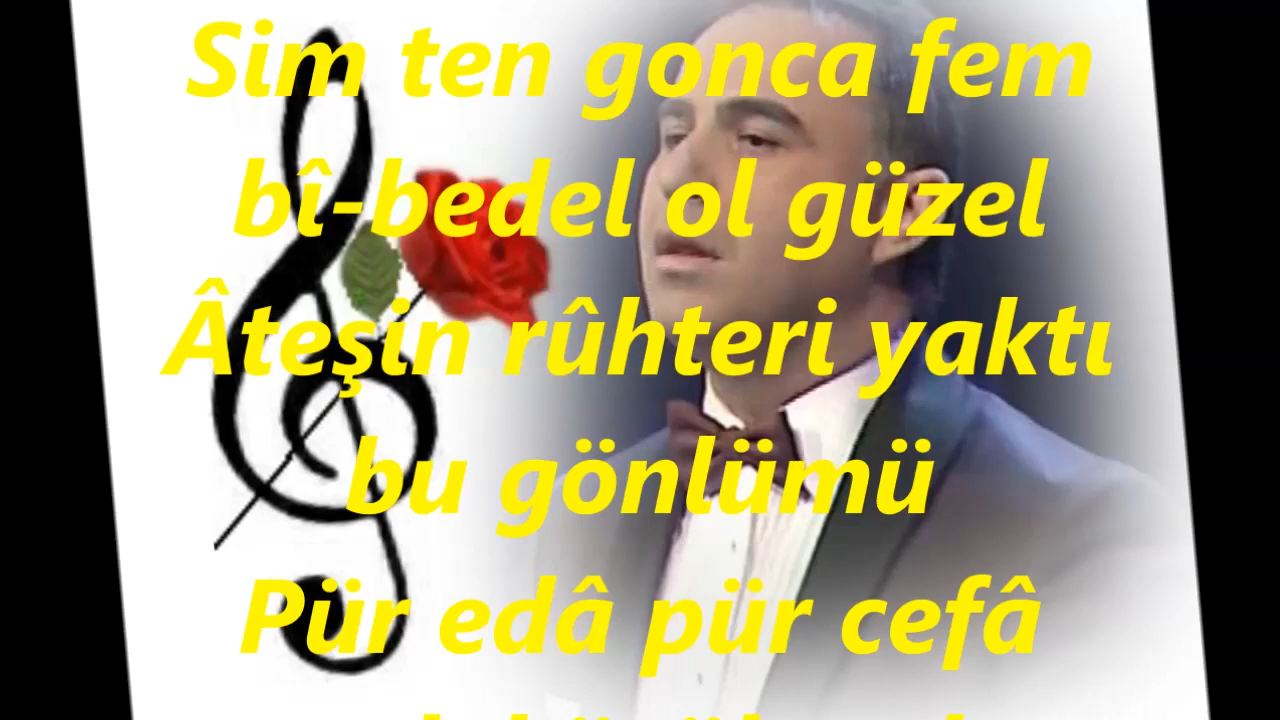 Sim ten gonca fem
bî-bedel ol güzel
Âteşin rûhteri yaktı
bu gönlümü
Pür edâ pür cefâ